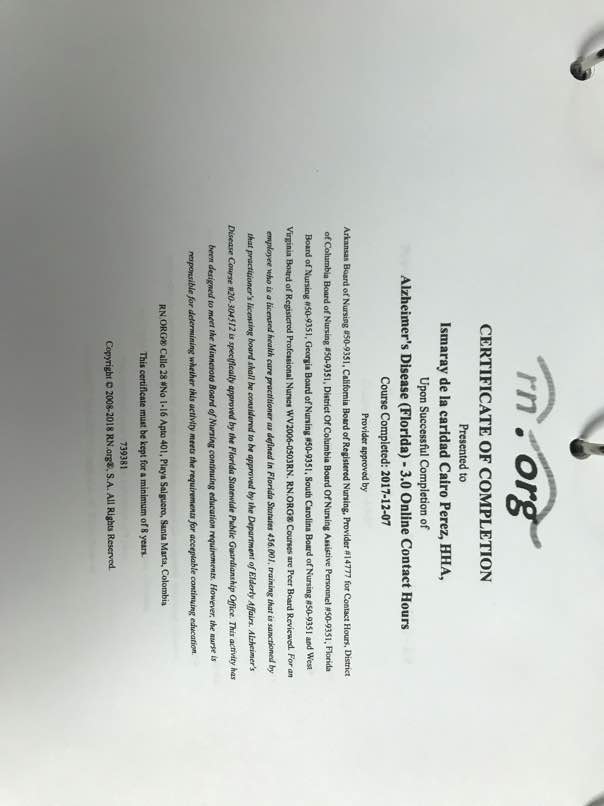 rn.org
CERTIFICATE OF COMPLETION
Presented to
Ismaray de la caridad Cairo Perez, HHA,
Upon Successful Completion of
Alzheimer's Disease (Florida) - 3.0 Online Contact Hours
Course Completed: 2017-12-07
Provider approved by
Arkansas Board of Nursing #50-9351, California Board of Registered Nursing, Provider #14777 for Contact Hours, District
of Columbia Board of Nursing #50-9351, District Of Columbia Board Of Nursing Assistive Personnel #50-9351, Florida
Board of Nursing #50-9351, Georgia Board of Nursing #50-9351, South Carolina Board of Nursing #50-9351 and West
Virginia Board of Registered Professional Nurses WV2006-0503RN. RN.ORG® Courses are Peer Board Reviewed. For an
employee who is a licensed health care practitioner as defined in Florida Statutes 456.001, training that is sanctioned by
that practitioner's licensing board shall be considered to be approved by the Department of Elderly Affairs. Alzheimer's
Disease Course #20-304512 is specifically approved by the Florida Statewide Public Guardianship Office. This activity has
been designed to meet the Minnesota Board of Nursing continuing education requirements. However, the nurse is
responsible for determining whether this activity meets the requirements for acceptable continuing education.
RN.ORG® Calle 28 #No 1-16 Apto 401, Playa Salguero, Santa Marta, Colombia
This certificate must be kept for a minimum of 8 years.
739381
Copyright © 2008-2018 RN.org®, S.A. All Rights Reserved.